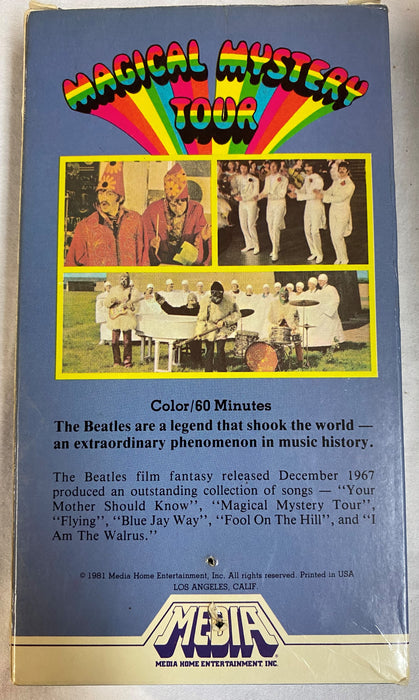 MAGICAL MYSTERY
TOUR
Color/60 Minutes
The Beatles are a legend that shook the world —
an extraordinary phenomenon in music history.
The Beatles film fantasy released December 1967
produced an outstanding collection of songs — “Your
Mother Should Know”, “Magical Mystery Tour”,
“Flying”, “Blue Jay Way”, “Fool On The Hill”, and “I
Am The Walrus.”
© 1981 Media Home Entertainment, Inc. All rights reserved. Printed in USA
LOS ANGELES, CALIF.
MEDIA
MEDIA HOME ENTERTAINMENT, INC.